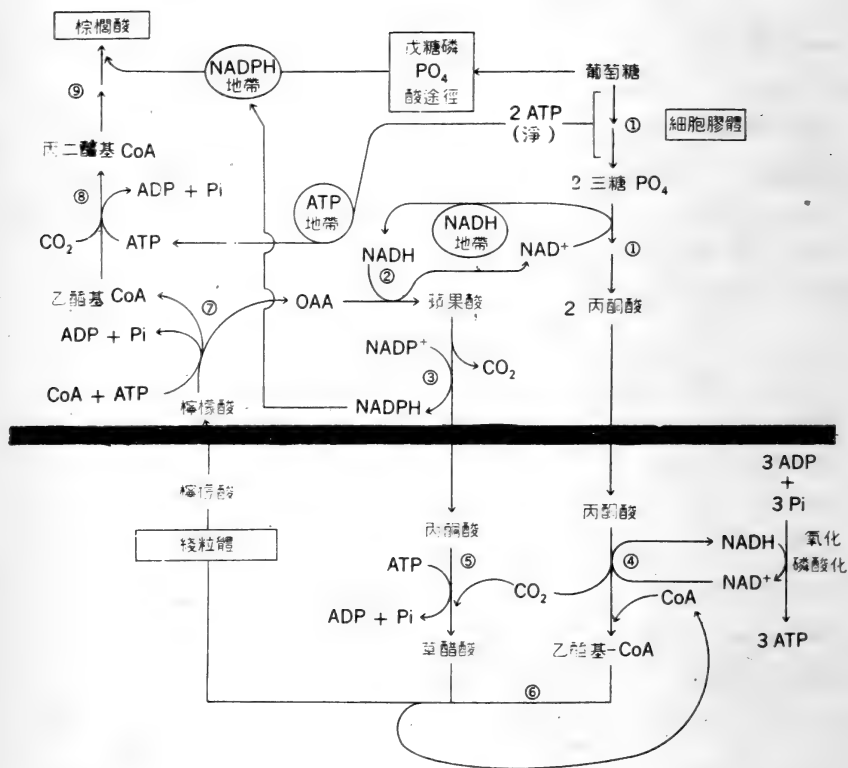 棕櫚酸
NADPH
地帶
戊糖磷
PO₄
酸途徑
葡萄糖
⑨
2 ATP
(淨)
①
細胞膠體
丙二醯基 CoA
2 三糖 PO₄
⑧
ADP + Pi
ATP
地帶
NADH
地帶
CO₂
ATP
NADH
NAD⁺
①
②
乙醯基 CoA
⑦
OAA
蘋果酸
2 丙酮酸
ADP + Pi
NADP⁺
③
CO₂
CoA + ATP
檸檬酸
NADPH
3 ADP
+
3 Pi
檸檬酸
丙酮酸
丙酮酸
綫粒體
NADH
氧化
磷酸化
ATP
⑤
④
CO₂
NAD⁺
CoA
ADP + Pi
3 ATP
草醋酸
乙醯基-CoA
⑥